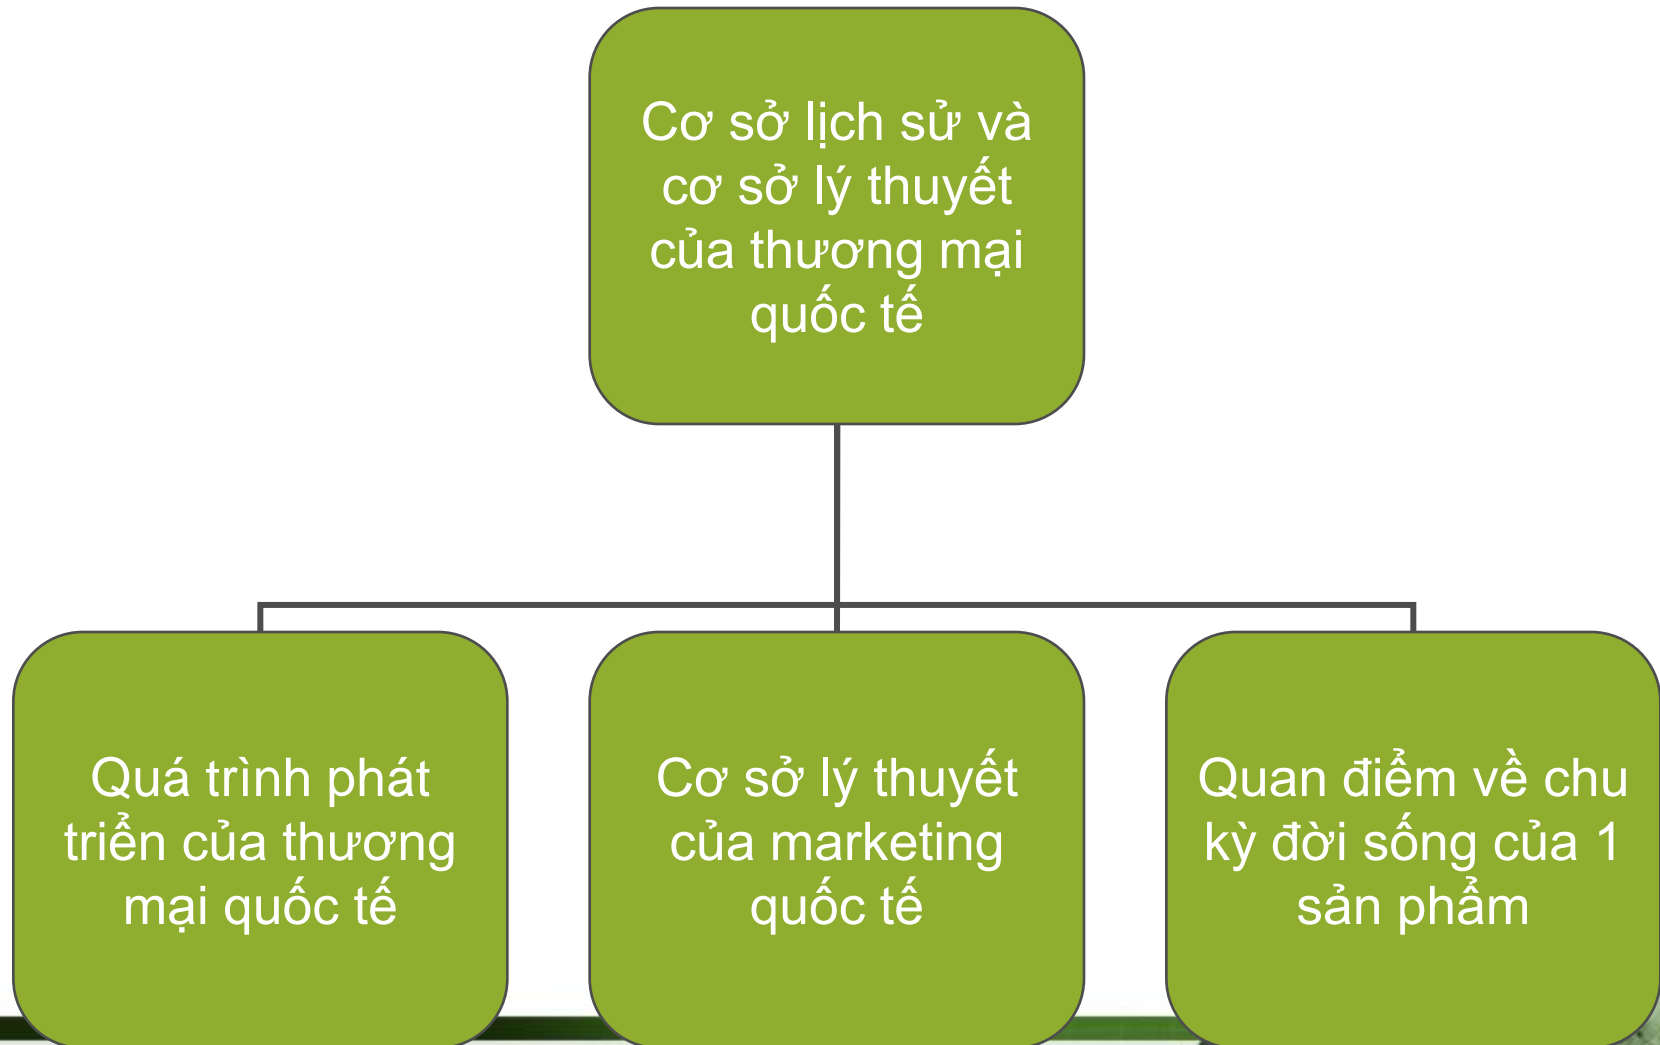 Cơ sở lịch sử và
cơ sở lý thuyết
của thương mại
quốc tế
Quá trình phát
triển của thương
mại quốc tế
Cơ sở lý thuyết
của marketing
quốc tế
Quan điểm về chu
kỳ đời sống của 1
sản phẩm